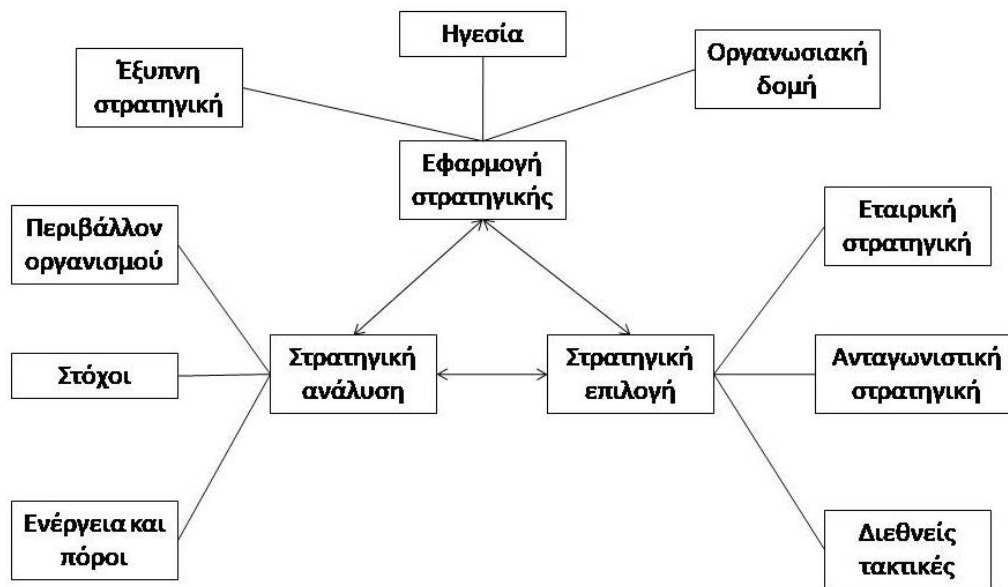 Ηγεσία
Έξυπνη
στρατηγική
Οργανωσιακή
δομή
Εφαρμογή
στρατηγικής
Περιβάλλον
οργανισμού
Εταιρική
στρατηγική
Στόχοι
Στρατηγική
ανάλυση
Στρατηγική
επιλογή
Ανταγωνιστική
στρατηγική
Ενέργεια και
πόροι
Διεθνείς
τακτικές